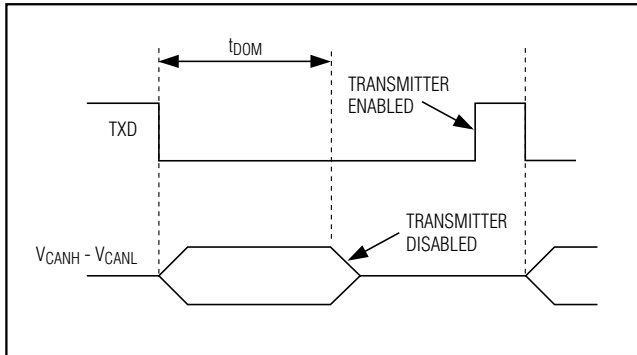 tDOM
TRANSMITTER
ENABLED
TXD
TRANSMITTER
DISABLED
VCANH - VCANL